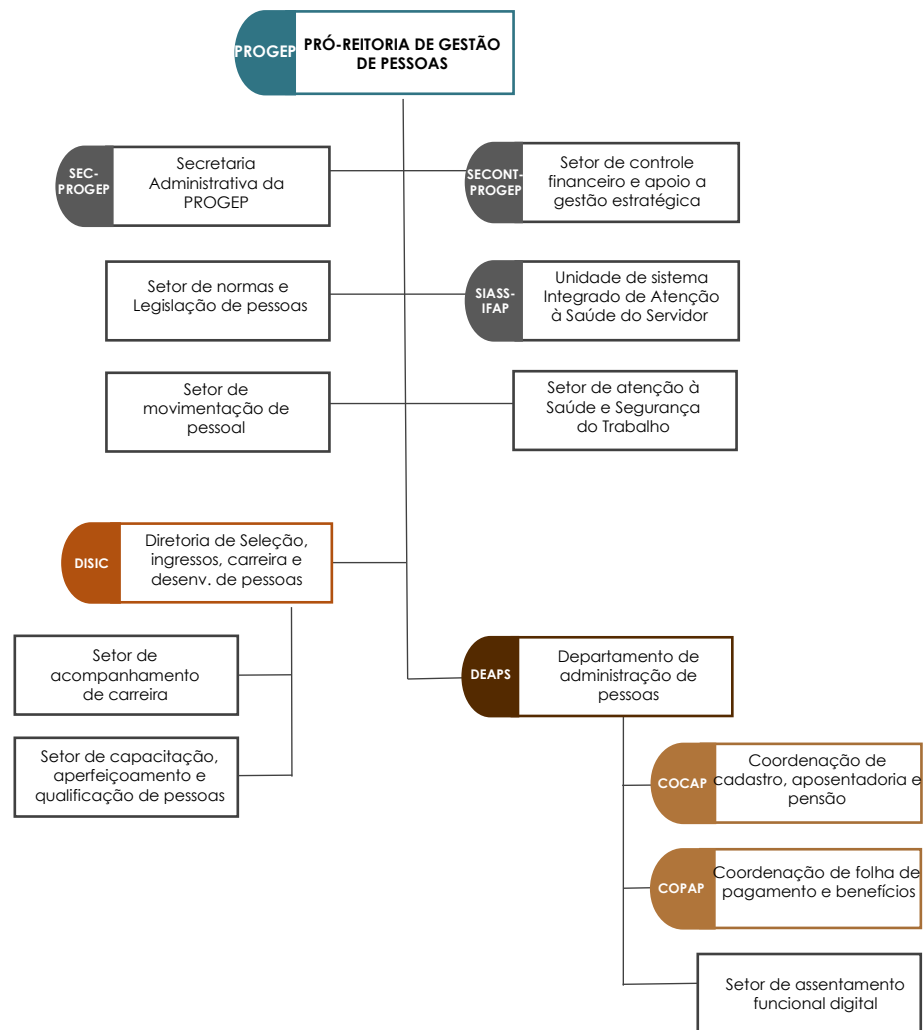 PROGEP
PRÓ-REITORIA DE GESTÃO
DE PESSOAS
SEC-
PROGEP
Secretaria
Administrativa da
PROGEP
SECONT-
PROGEP
Setor de controle
financeiro e apoio a
gestão estratégica
Setor de normas e
Legislação de pessoas
SIASS-
IFAP
Unidade de sistema
Integrado de Atenção
à Saúde do Servidor
Setor de
movimentação de
pessoal
Setor de atenção à
Saúde e Segurança
do Trabalho
DISIC
Diretoria de Seleção,
ingressos, carreira e
desenv. de pessoas
Setor de
acompanhamento
de carreira
Setor de capacitação,
aperfeiçoamento e
qualificação de pessoas
DEAPS
Departamento de
administração de
pessoas
COCAP
Coordenação de
cadastro, aposentadoria e
pensão
COPAP
Coordenação de folha de
pagamento e benefícios
Setor de assentamento
funcional digital